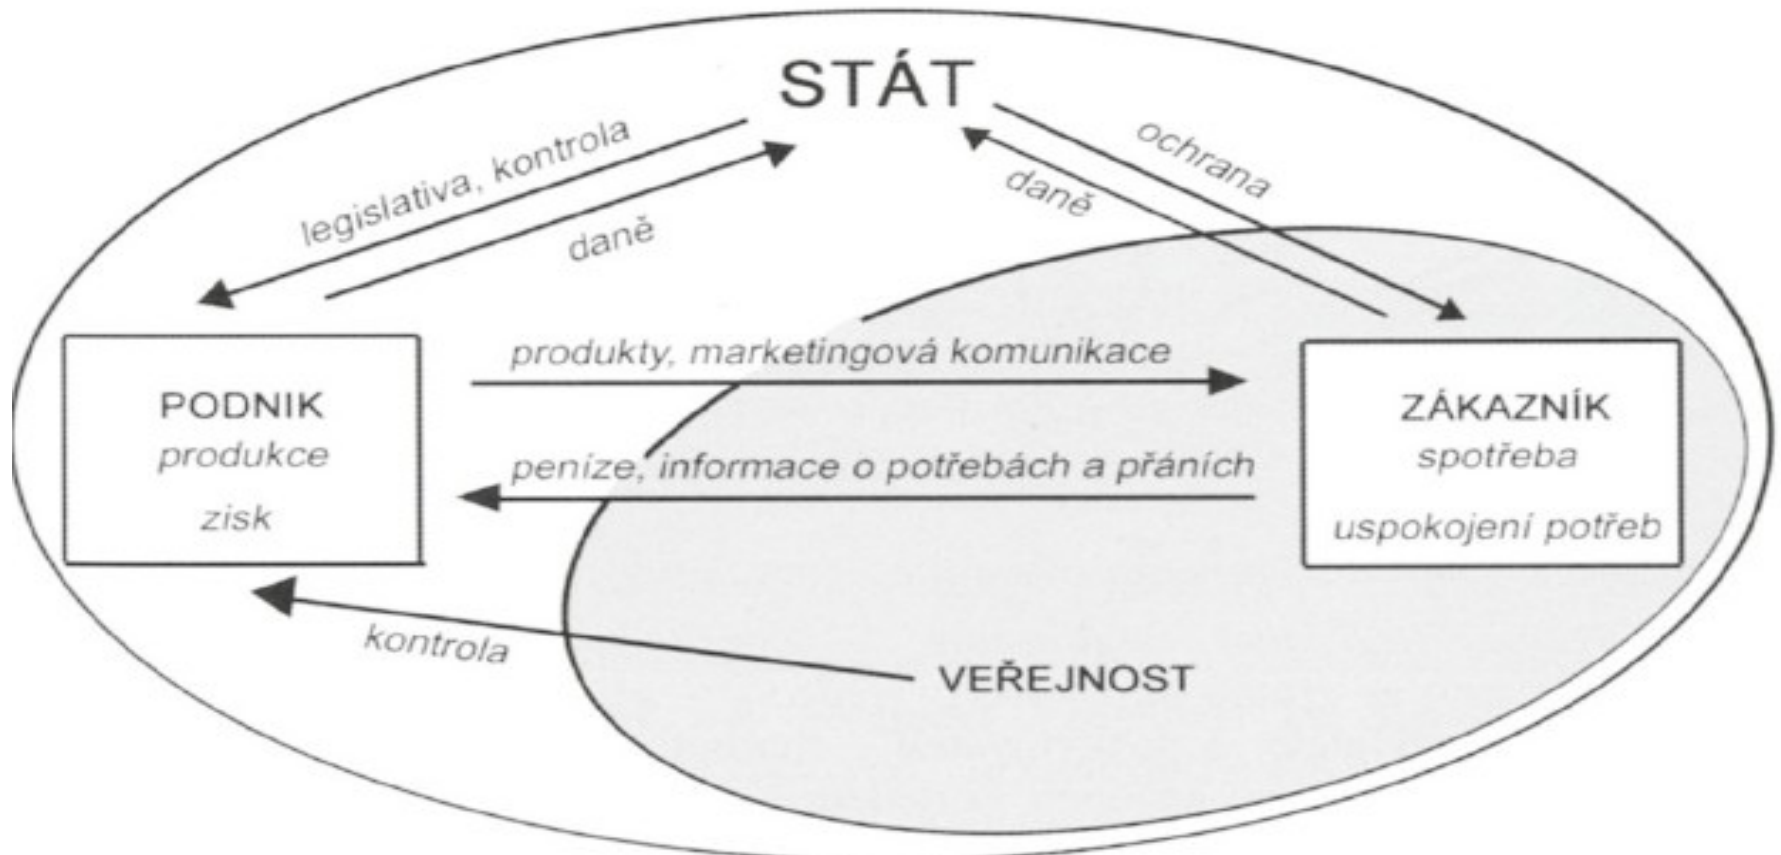 STÁT
legislativa, kontrola
daně
ochrana
daně
produkty, marketingová komunikace
PODNIK
produkce
zisk
ZÁKAZNÍK
spotřeba
uspokojení potřeb
peníze, informace o potřebách a přáních
kontrola
VEŘEJNOST